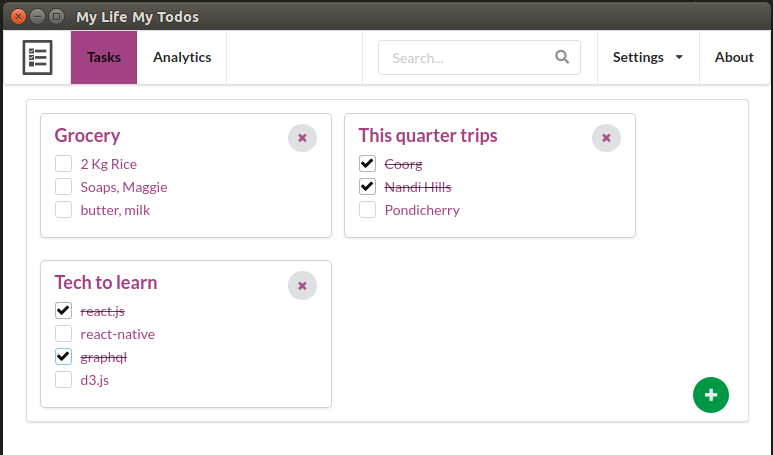 My Life My Todos
Tasks
Analytics
Search...
Settings
About
Grocery
2 Kg Rice
Soaps, Maggie
butter, milk
This quarter trips
Coorg
Nandi Hills
Pondicherry
Tech to learn
react.js
react-native
graphql
d3.js